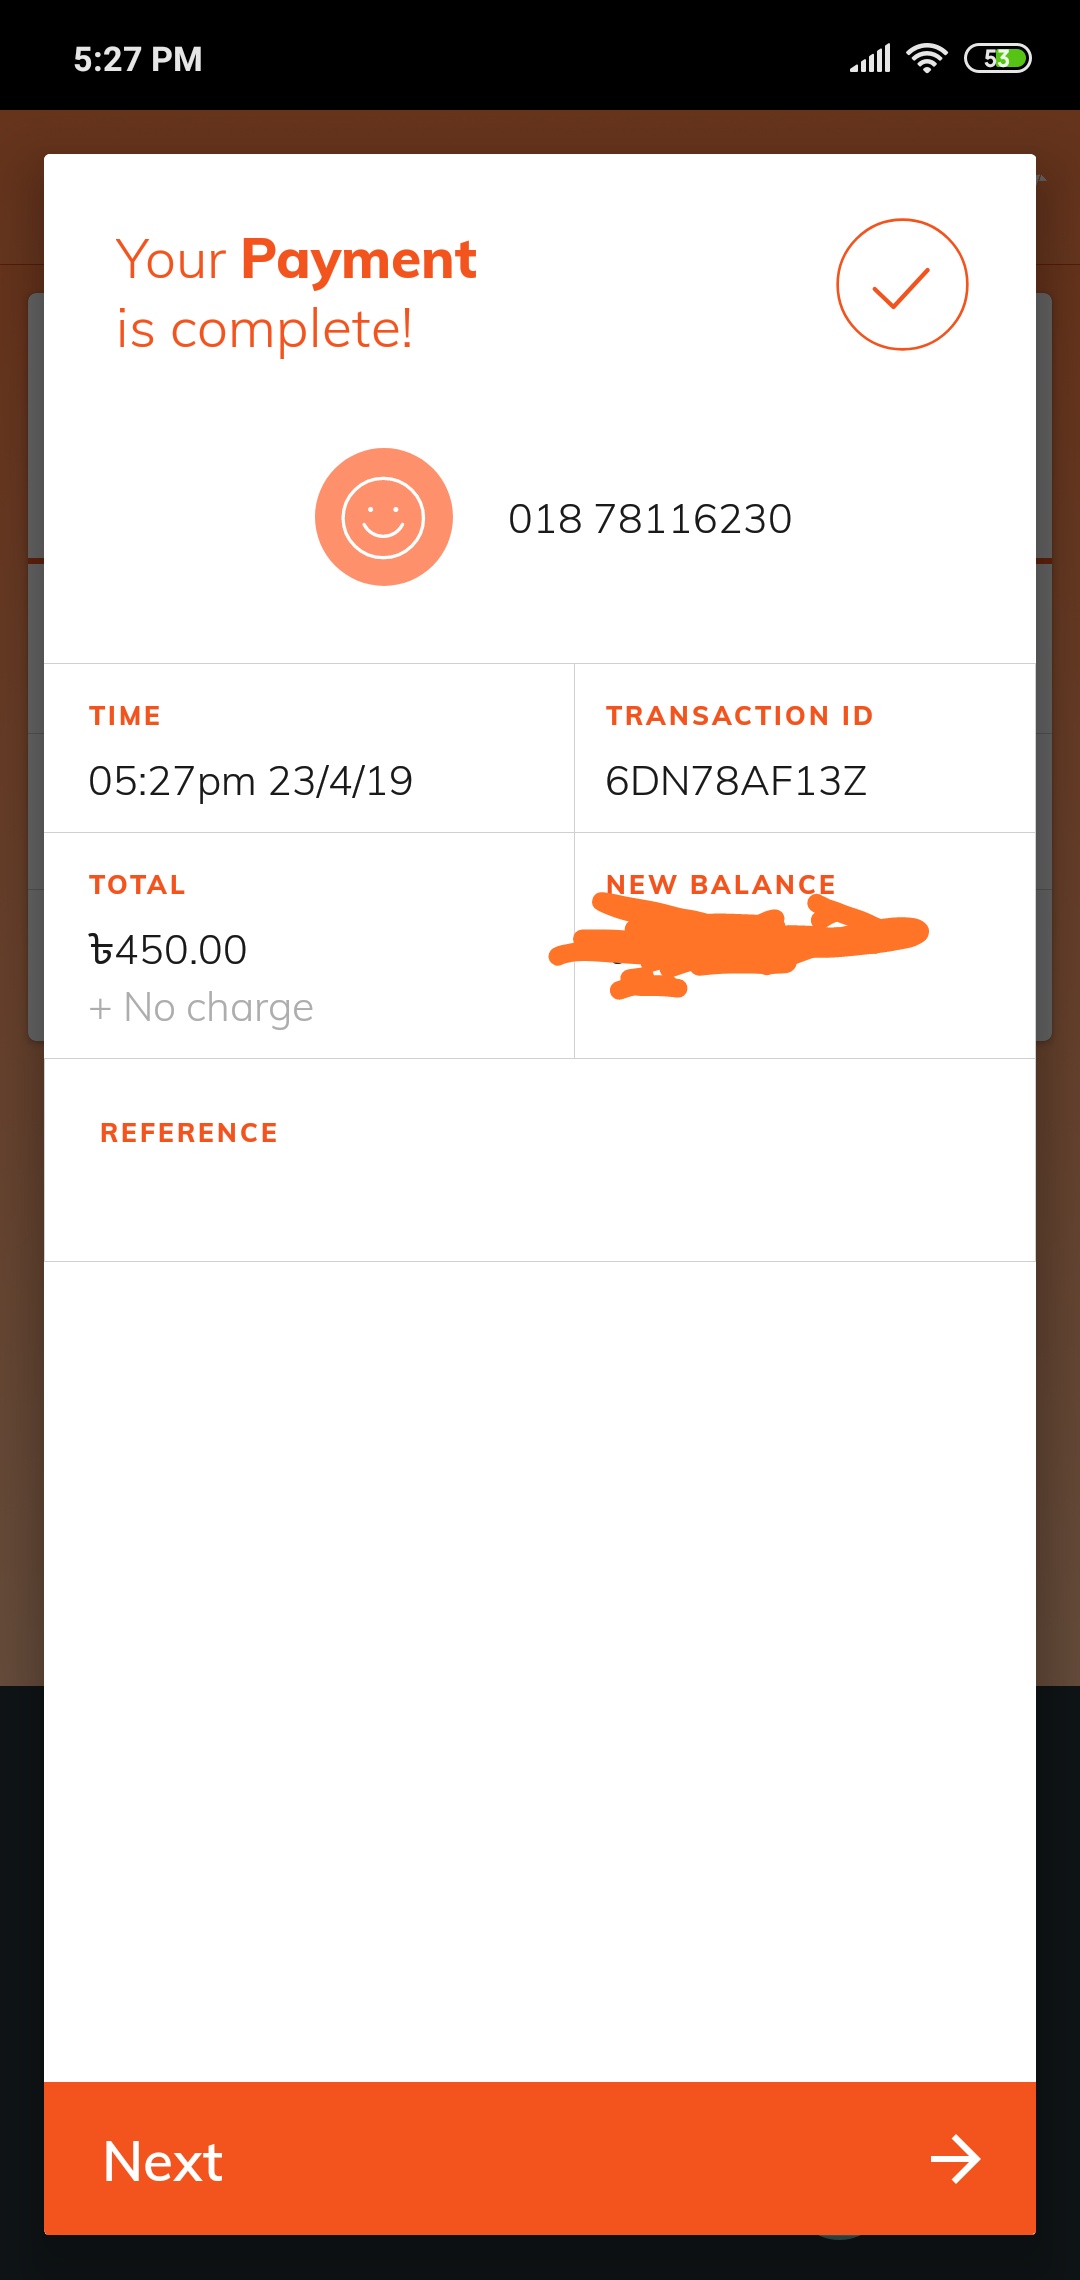 5:27 PM
53
Your Payment
is complete!
018 78116230
TIME
05:27pm 23/4/19
TRANSACTION ID
6DN78AF13Z
TOTAL
৳450.00
+ No charge
NEW BALANCE
REFERENCE
Next